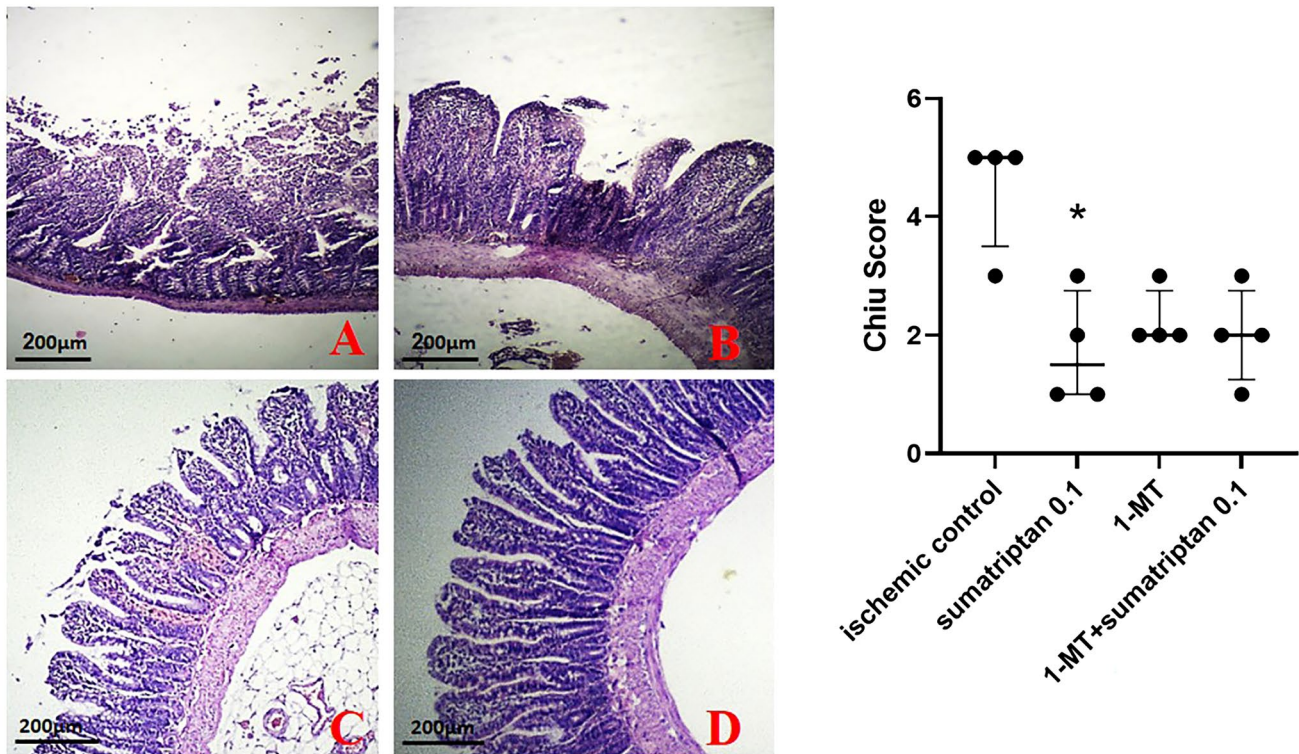 200μm
A
200μm
B
200μm
C
200μm
D
6
4
2
0
Chiu Score
*
ischemic control
sumatriptan 0.1
1-MT
1-MT+sumatriptan 0.1